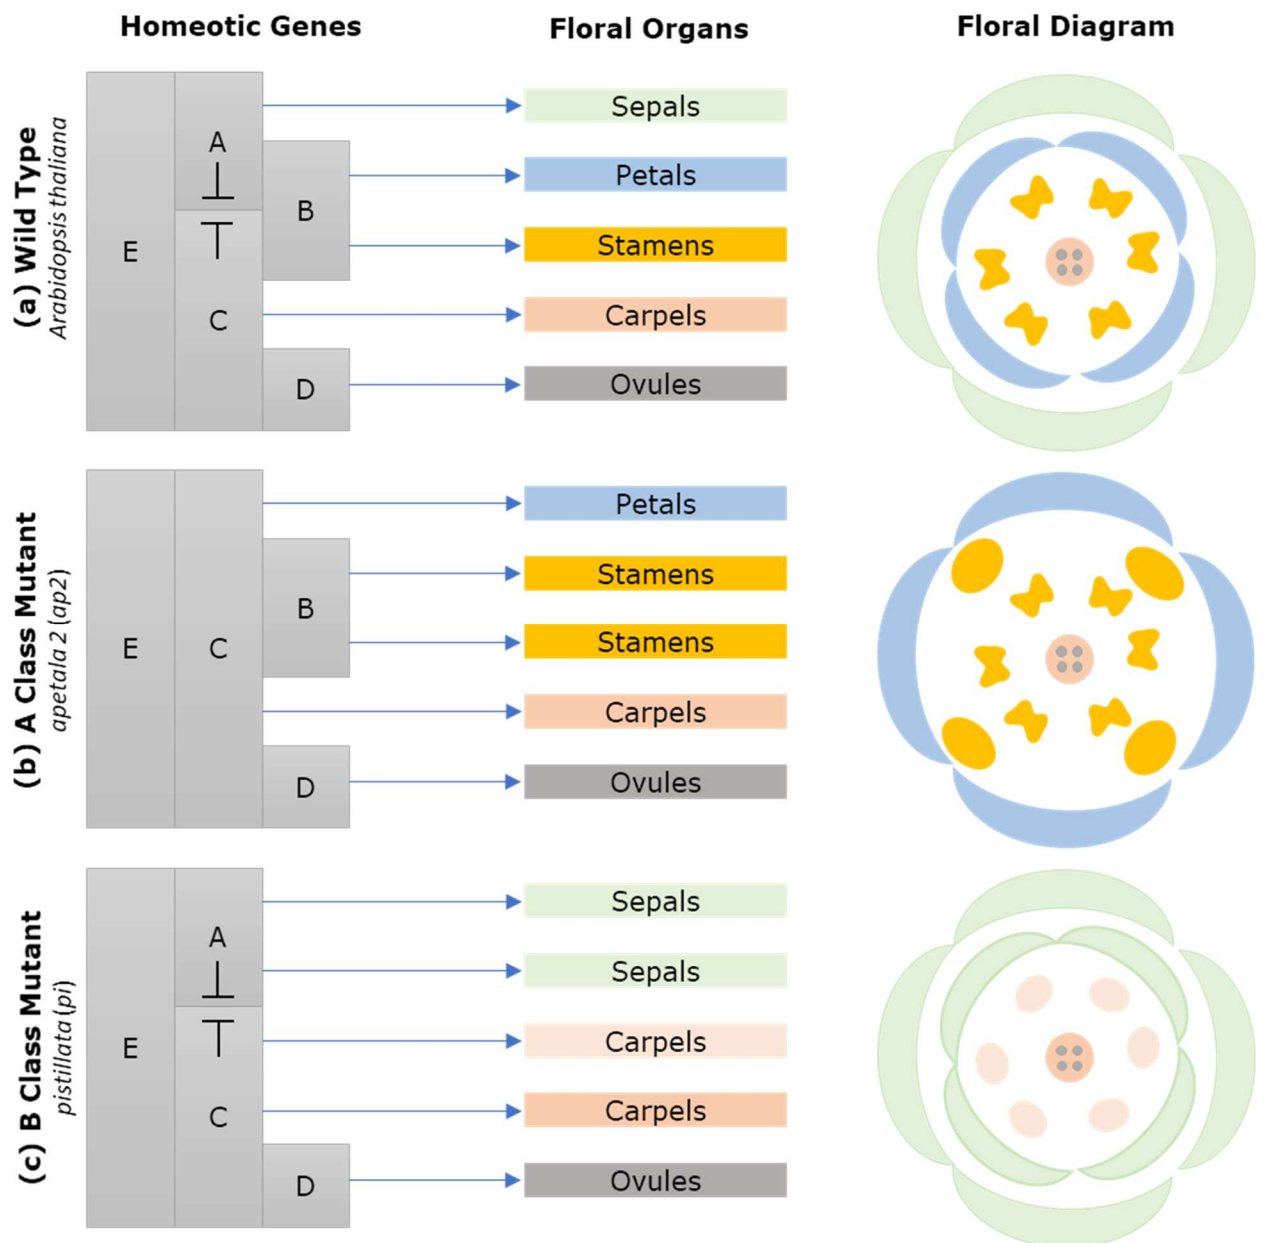 Homeotic Genes
Floral Organs
Floral Diagram
(a) Wild Type
Arabidopsis thaliana
E
A
B
C
D
Sepals
Petals
Stamens
Carpels
Ovules
(b) A Class Mutant
apetala 2 (ap2)
E
C
B
D
Petals
Stamens
Stamens
Carpels
Ovules
(c) B Class Mutant
pistillata (pi)
E
A
C
D
Sepals
Sepals
Carpels
Carpels
Ovules